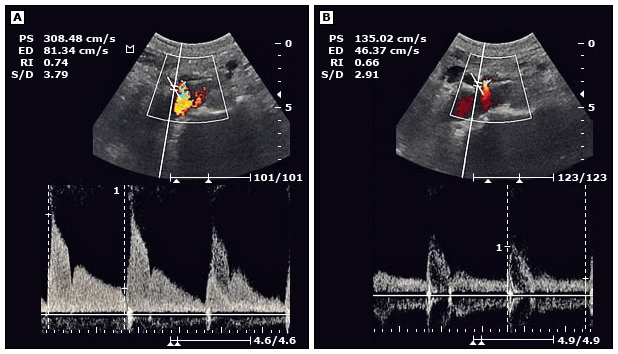 A
PS 308.48 cm/s
ED 81.34 cm/s
RI 0.74
S/D 3.79
0
5
101/101
1
4.6/4.6
B
PS 135.02 cm/s
ED 46.37 cm/s
RI 0.66
S/D 2.91
0
5
123/123
1
4.9/4.9